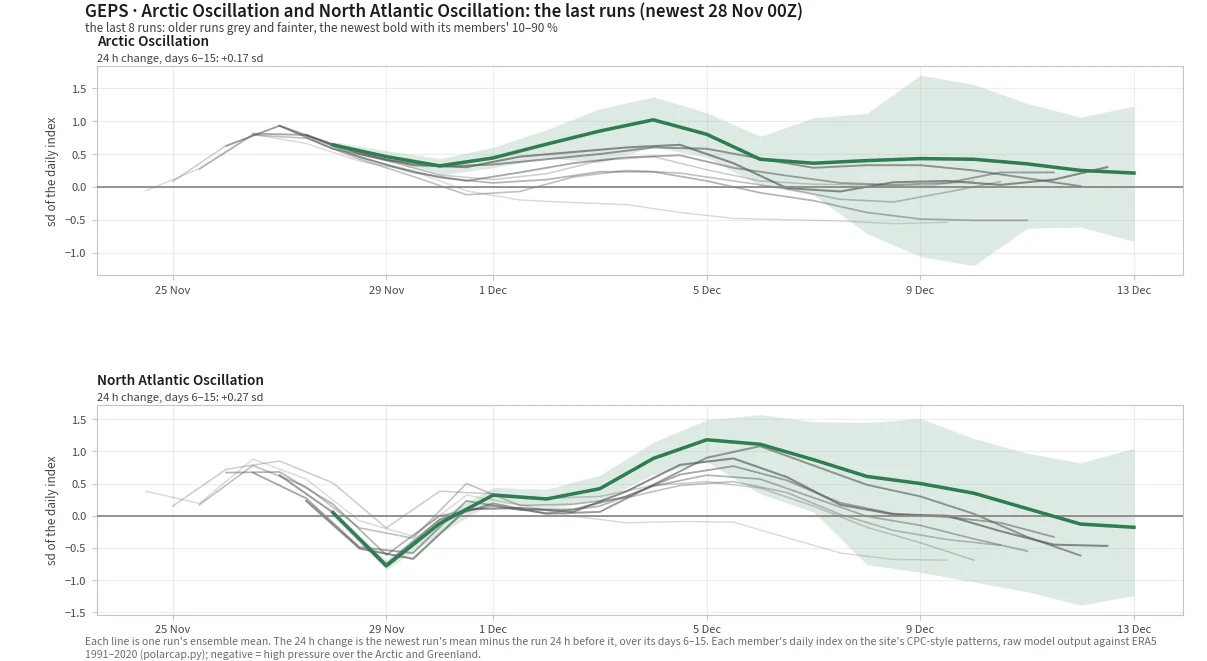 GEPS · Arctic Oscillation and North Atlantic Oscillation: the last runs (newest 28 Nov 00Z)
the last 8 runs: older runs grey and fainter, the newest bold with its members' 10–90 %
Arctic Oscillation
24 h change, days 6–15: +0.17 sd
sd of the daily index
1.5
1.0
0.5
0.0
−0.5
−1.0
25 Nov
29 Nov
1 Dec
5 Dec
9 Dec
13 Dec
North Atlantic Oscillation
24 h change, days 6–15: +0.27 sd
sd of the daily index
1.5
1.0
0.5
0.0
−0.5
−1.0
−1.5
25 Nov
29 Nov
1 Dec
5 Dec
9 Dec
13 Dec
Each line is one run's ensemble mean. The 24 h change is the newest run's mean minus the run 24 h before it, over its days 6–15. Each member's daily index on the site's CPC-style patterns, raw model output against ERA5
1991–2020 (polarcap.py); negative = high pressure over the Arctic and Greenland.